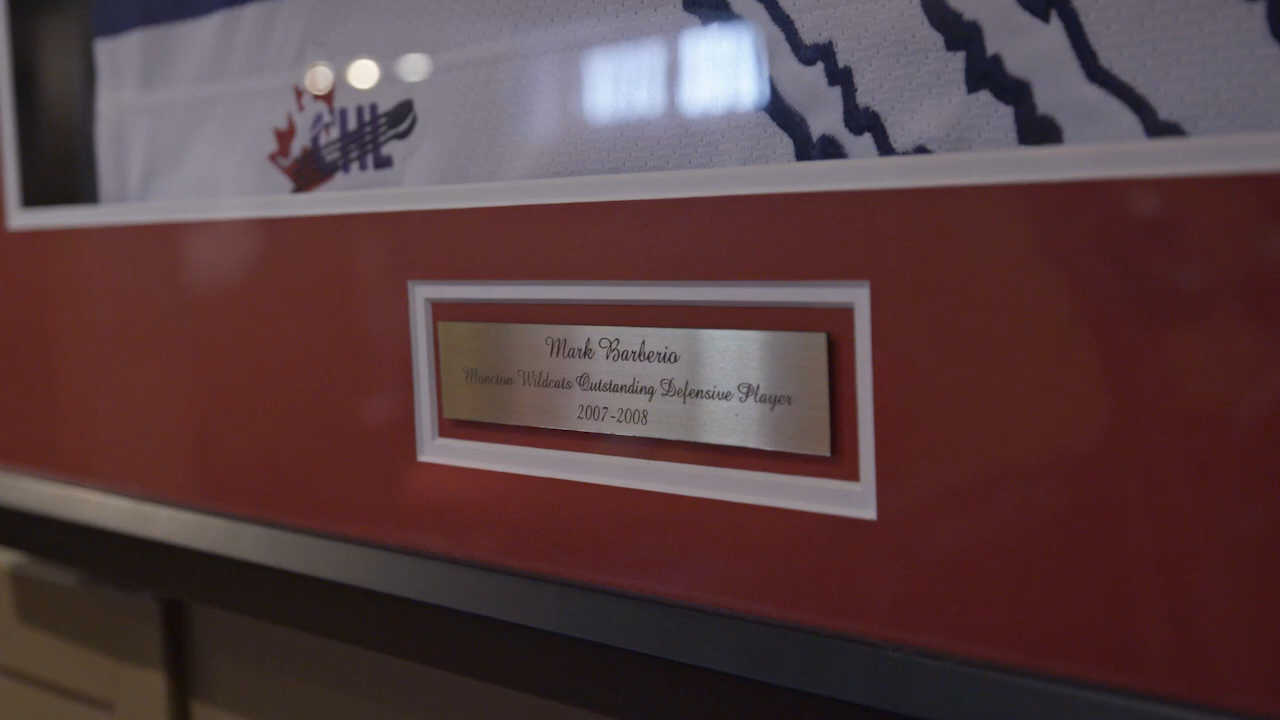 CHL
Mark Barberio
Moncton Wildcats Outstanding Defensive Player
2007-2008